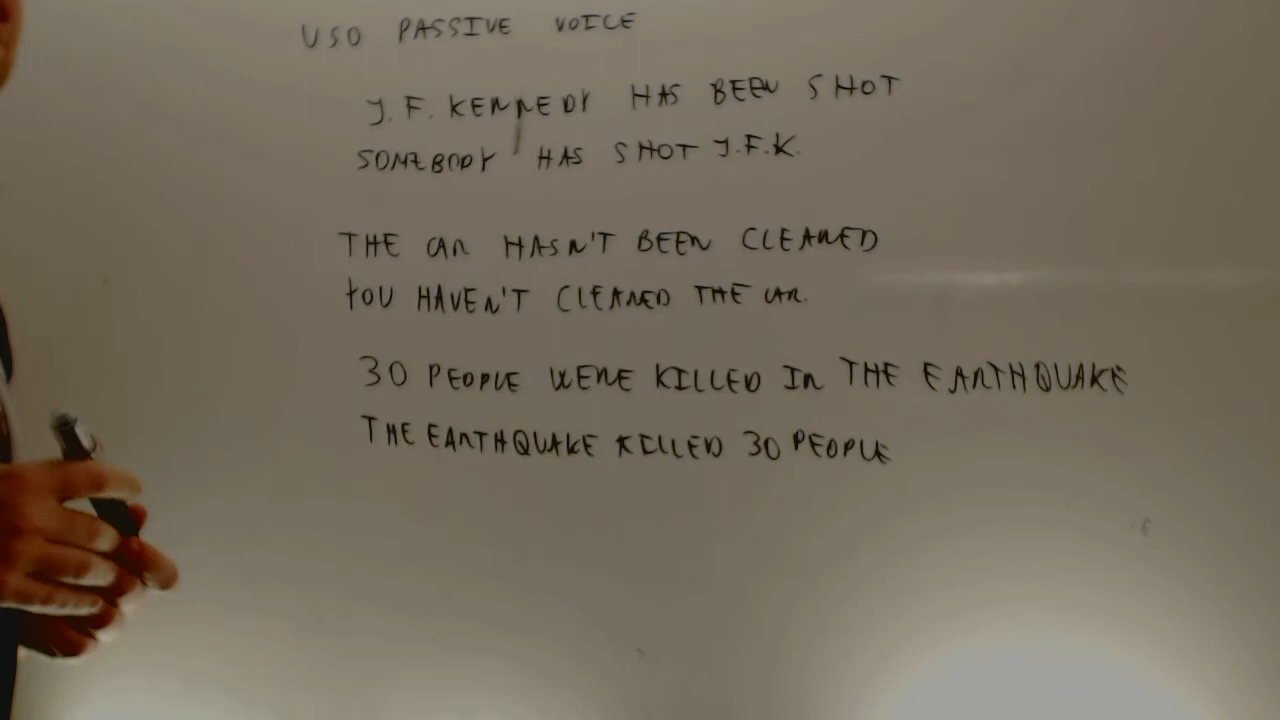 USO PASSIVE VOICE
J.F. KENNEDY HAS BEEN SHOT
SOMEBODY HAS SHOT J.F.K.
THE CAR HASN'T BEEN CLEANED
YOU HAVEN'T CLEANED THE CAR.
30 PEOPLE WERE KILLED IN THE EARTHQUAKE
THE EARTHQUAKE KILLED 30 PEOPLE